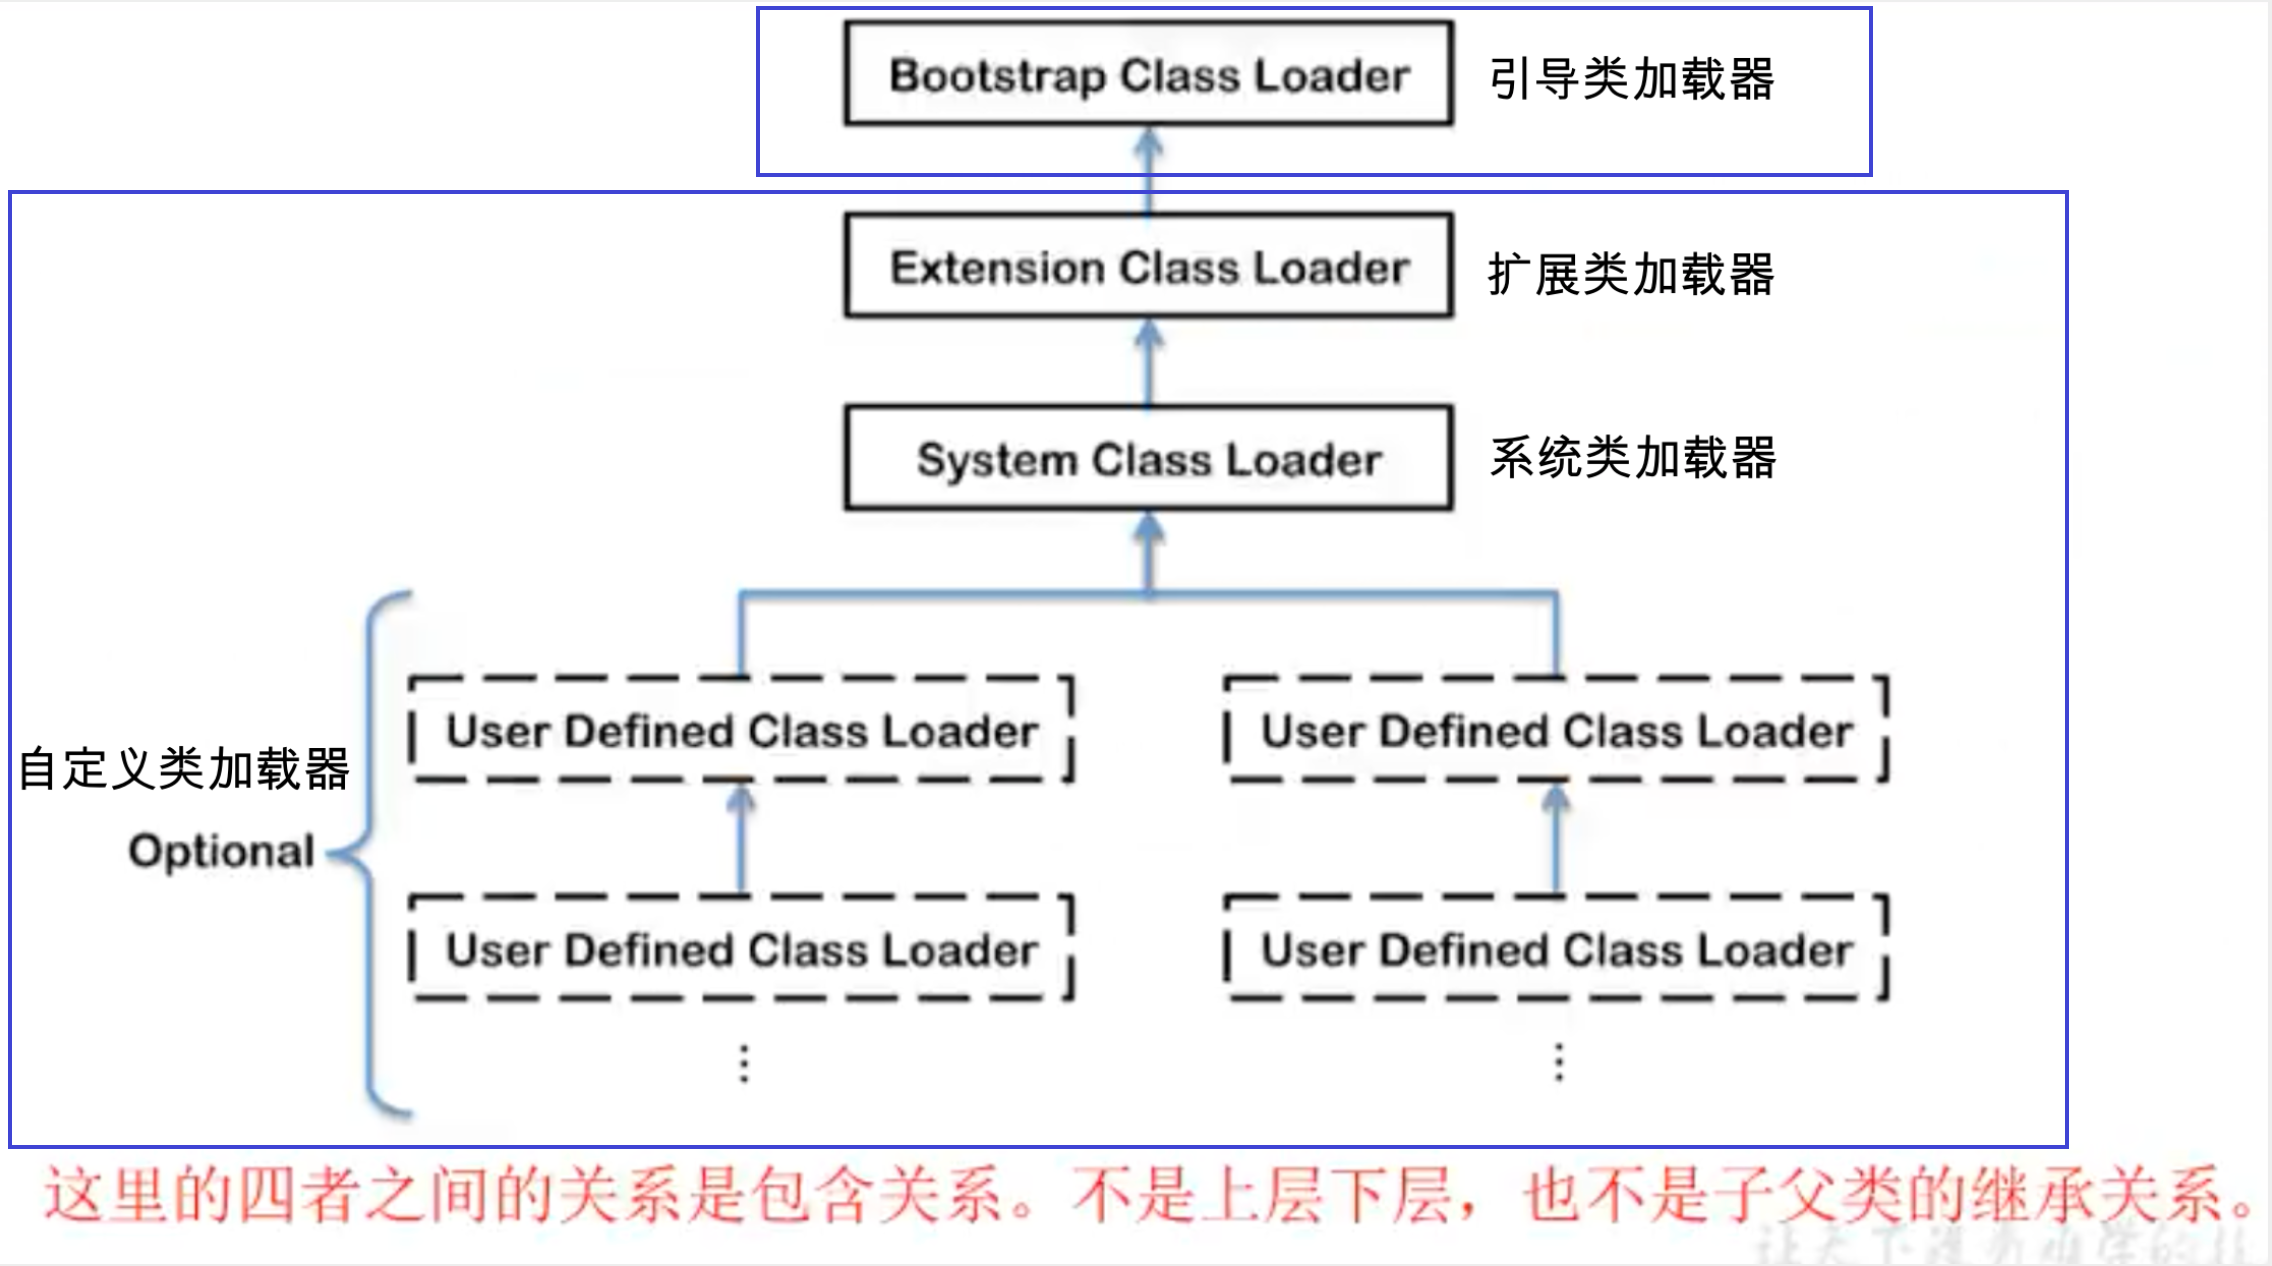 Bootstrap Class Loader 引导类加载器
Extension Class Loader 扩展类加载器
System Class Loader 系统类加载器
User Defined Class Loader User Defined Class Loader
自定义类加载器
Optional
User Defined Class Loader User Defined Class Loader
这里的四者之间的关系是包含关系。不是上层下层，也不是子父类的继承关系。